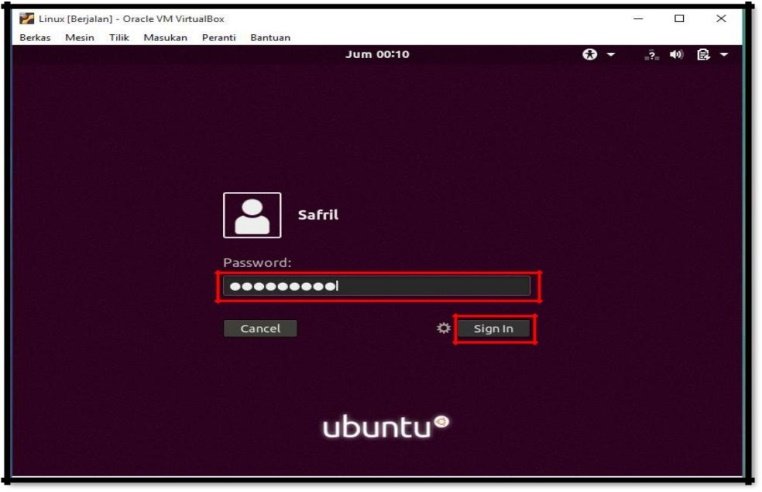 Linux [Berjalan] - Oracle VM VirtualBox
Berkas Mesin Tilik Masukan Peranti Bantuan
Jum 00:10
Safril
Password:
Cancel
Sign In
ubuntu